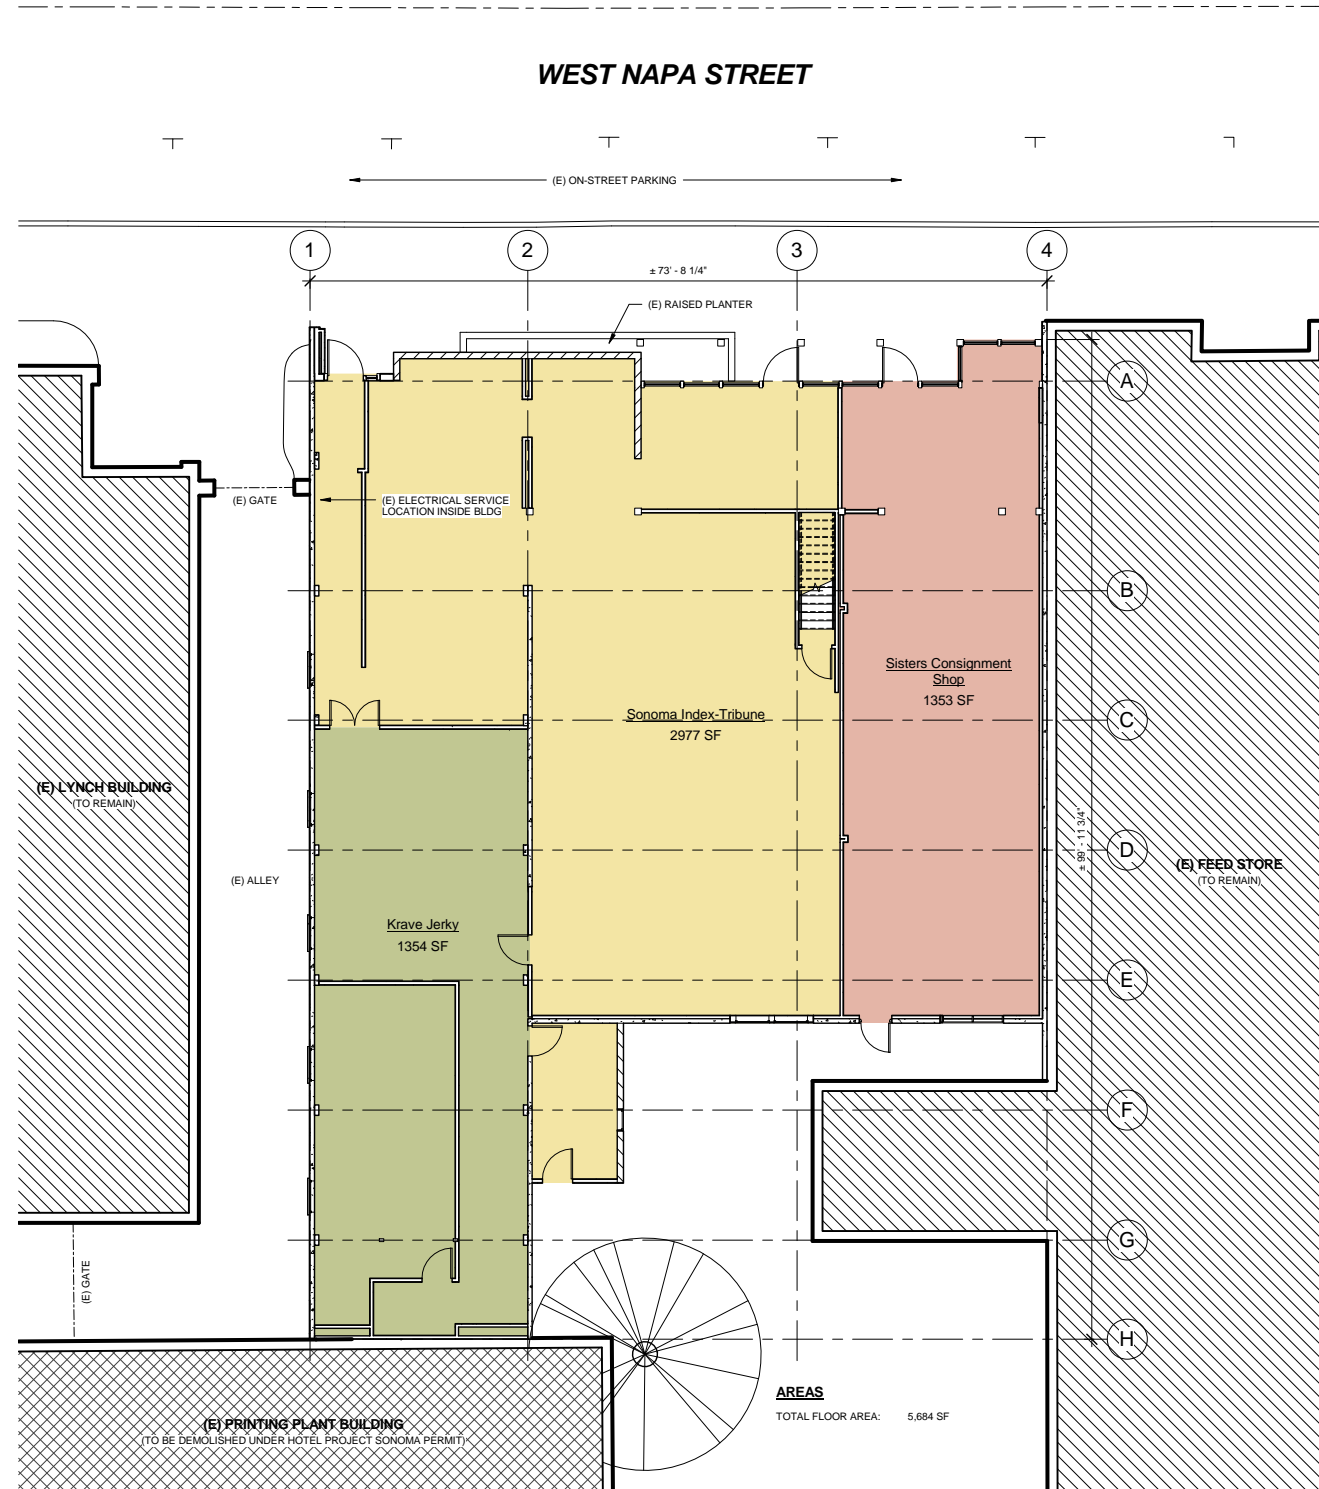 WEST NAPA STREET
(E) ON-STREET PARKING
1
2
3
4
± 73' - 8 1/4"
(E) RAISED PLANTER
A
(E) GATE
(E) ELECTRICAL SERVICE
LOCATION INSIDE BLDG
B
Sisters Consignment
Shop
1353 SF
Sonoma Index-Tribune
2977 SF
C
(E) LYNCH BUILDING
(TO REMAIN)
± 99' - 11 3/4"
D
(E) FEED STORE
(TO REMAIN)
(E) ALLEY
Krave Jerky
1354 SF
E
F
G
(E) GATE
H
AREAS
TOTAL FLOOR AREA: 5,684 SF
(E) PRINTING PLANT BUILDING
(TO BE DEMOLISHED UNDER HOTEL PROJECT SONOMA PERMIT)